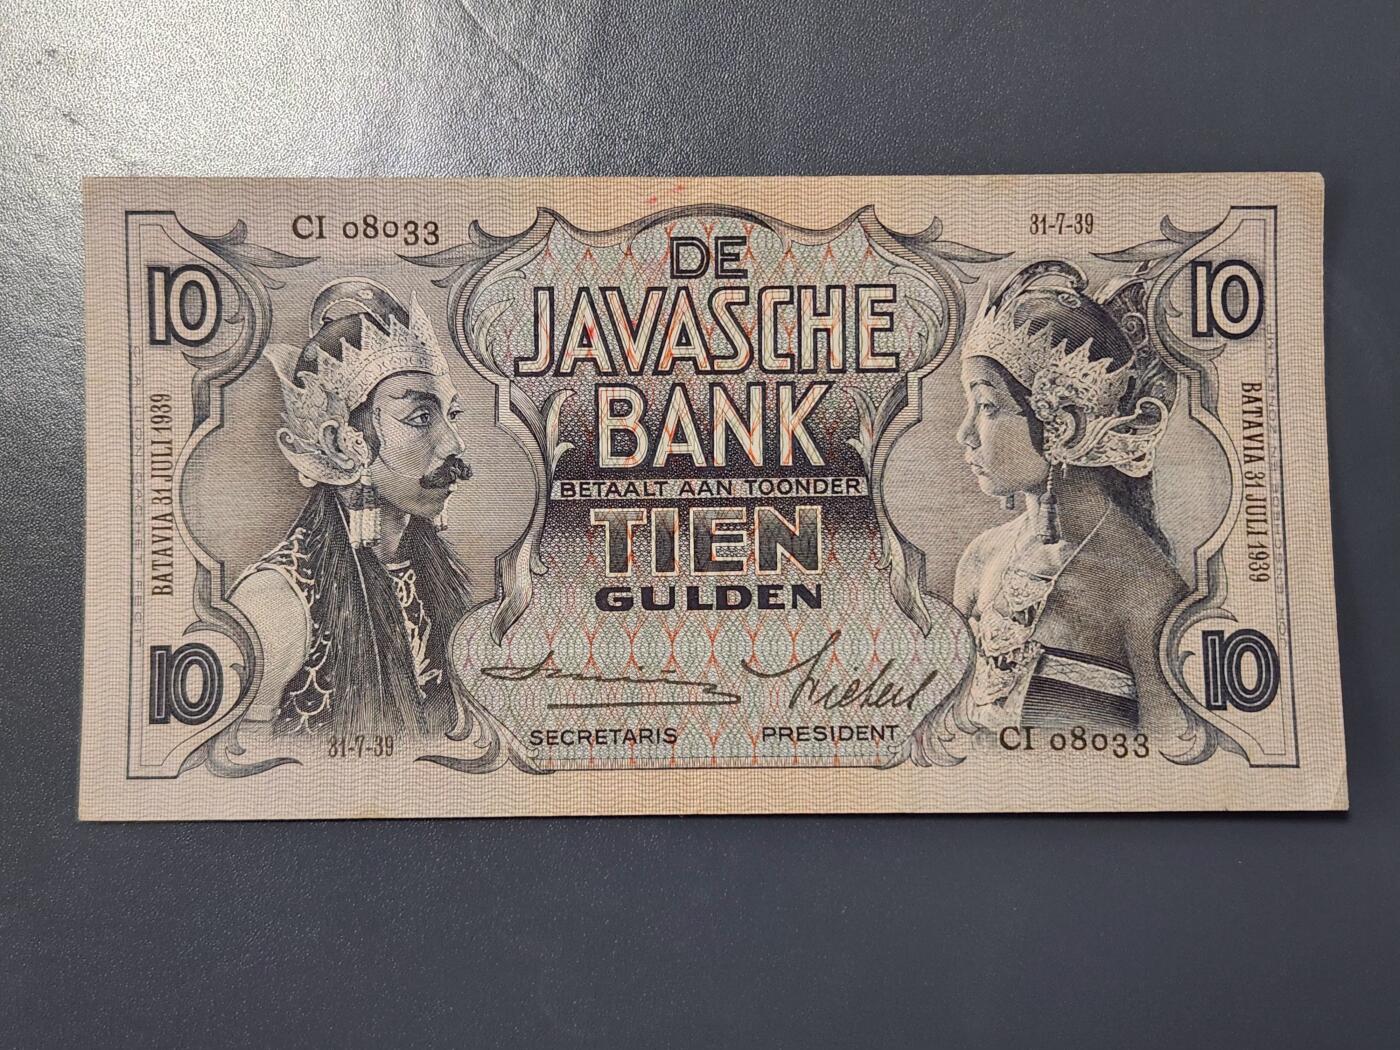 CI 08033
31-7-39
10
10
DE
JAVASCHE
BANK
BETAALT AAN TOONDER
TIEN
GULDEN
BATAVIA 31 JULI 1939
BATAVIA 31 JULI 1939
10
10
SECRETARIS
PRESIDENT
31-7-39
CI 08033